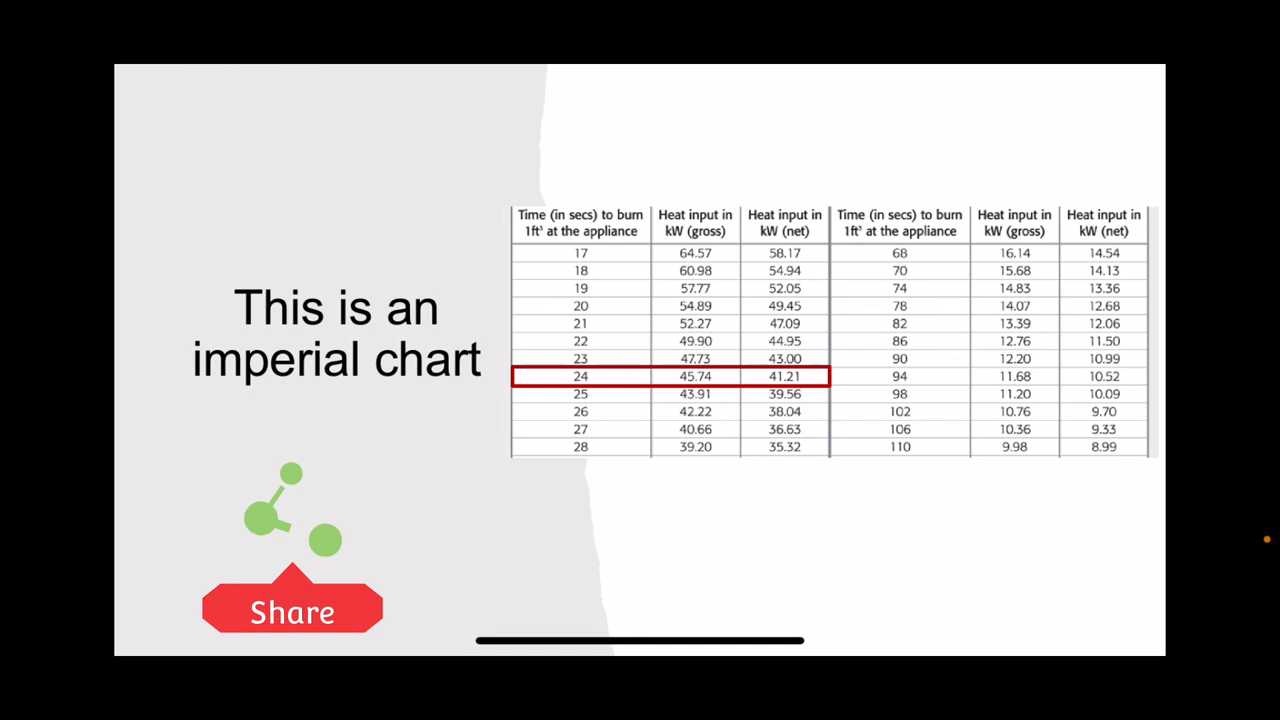 This is an
imperial chart
Time (in secs) to burn 1ft³ at the appliance Heat input in kW (gross) Heat input in kW (net) Time (in secs) to burn 1ft³ at the appliance Heat input in kW (gross) Heat input in kW (net)
17 64.57 58.17 68 16.14 14.54
18 60.98 54.94 70 15.68 14.13
19 57.77 52.05 74 14.83 13.36
20 54.89 49.45 78 14.07 12.68
21 52.27 47.09 82 13.39 12.06
22 49.90 44.95 86 12.76 11.50
23 47.73 43.00 90 12.20 10.99
24 45.74 41.21 94 11.68 10.52
25 43.91 39.56 98 11.20 10.09
26 42.22 38.04 102 10.76 9.70
27 40.66 36.63 106 10.36 9.33
28 39.20 35.32 110 9.98 8.99
Share